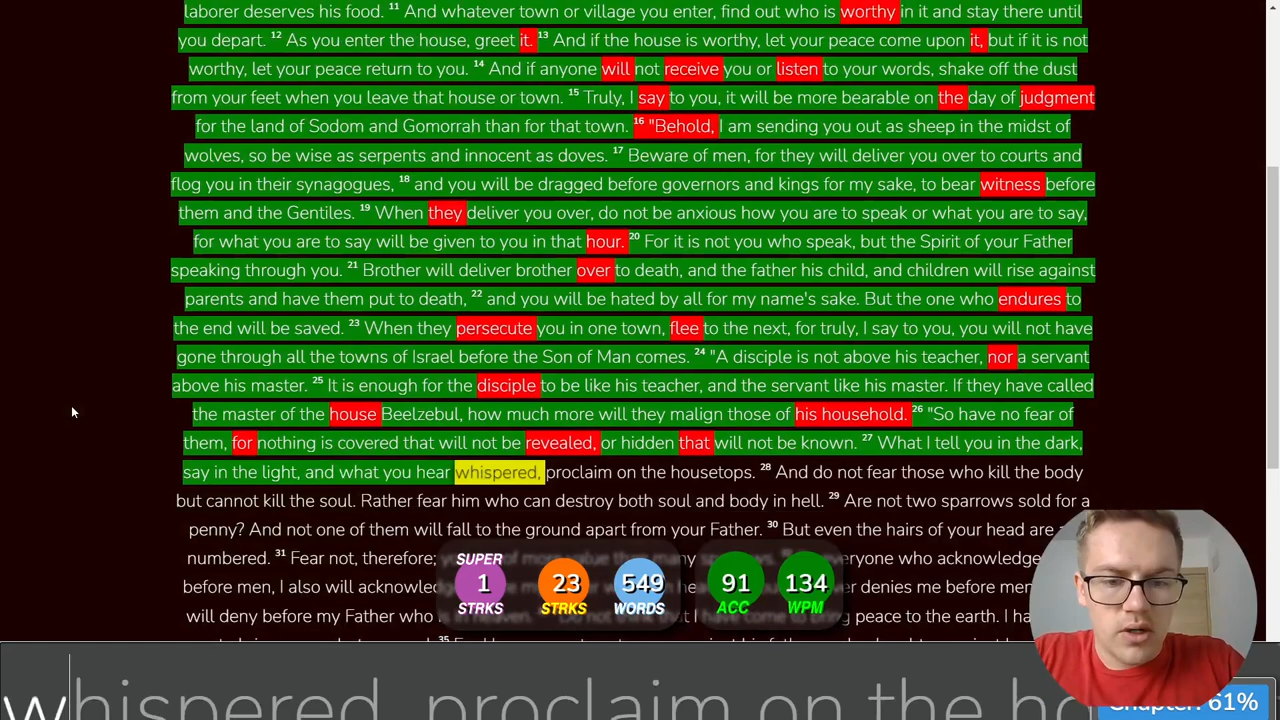 laborer deserves his food. 11 And whatever town or village you enter, find out who is worthy in it and stay there until
you depart. 12 As you enter the house, greet it. 13 And if the house is worthy, let your peace come upon it, but if it is not
worthy, let your peace return to you. 14 And if anyone will not receive you or listen to your words, shake off the dust
from your feet when you leave that house or town. 15 Truly, I say to you, it will be more bearable on the day of judgment
for the land of Sodom and Gomorrah than for that town. 16 "Behold, I am sending you out as sheep in the midst of
wolves, so be wise as serpents and innocent as doves. 17 Beware of men, for they will deliver you over to courts and
flog you in their synagogues, 18 and you will be dragged before governors and kings for my sake, to bear witness before
them and the Gentiles. 19 When they deliver you over, do not be anxious how you are to speak or what you are to say,
for what you are to say will be given to you in that hour. 20 For it is not you who speak, but the Spirit of your Father
speaking through you. 21 Brother will deliver brother over to death, and the father his child, and children will rise against
parents and have them put to death, 22 and you will be hated by all for my name's sake. But the one who endures to
the end will be saved. 23 When they persecute you in one town, flee to the next, for truly, I say to you, you will not have
gone through all the towns of Israel before the Son of Man comes. 24 "A disciple is not above his teacher, nor a servant
above his master. 25 It is enough for the disciple to be like his teacher, and the servant like his master. If they have called
the master of the house Beelzebul, how much more will they malign those of his household. 26 "So have no fear of
them, for nothing is covered that will not be revealed, or hidden that will not be known. 27 What I tell you in the dark,
say in the light, and what you hear whispered, proclaim on the housetops. 28 And do not fear those who kill the body
but cannot kill the soul. Rather fear him who can destroy both soul and body in hell. 29 Are not two sparrows sold for a
penny? And not one of them will fall to the ground apart from your Father. 30 But even the hairs of your head are
numbered. 31 Fear not, therefore; of more value than many who acknowledge
before men, I also will denies before me
will deny before my Father who peace to the earth. I
35
SUPER
1 STRKS
23 STRKS
549 WORDS
91 ACC
134 WPM
whispered, proclaim on the
Chapter: 61%